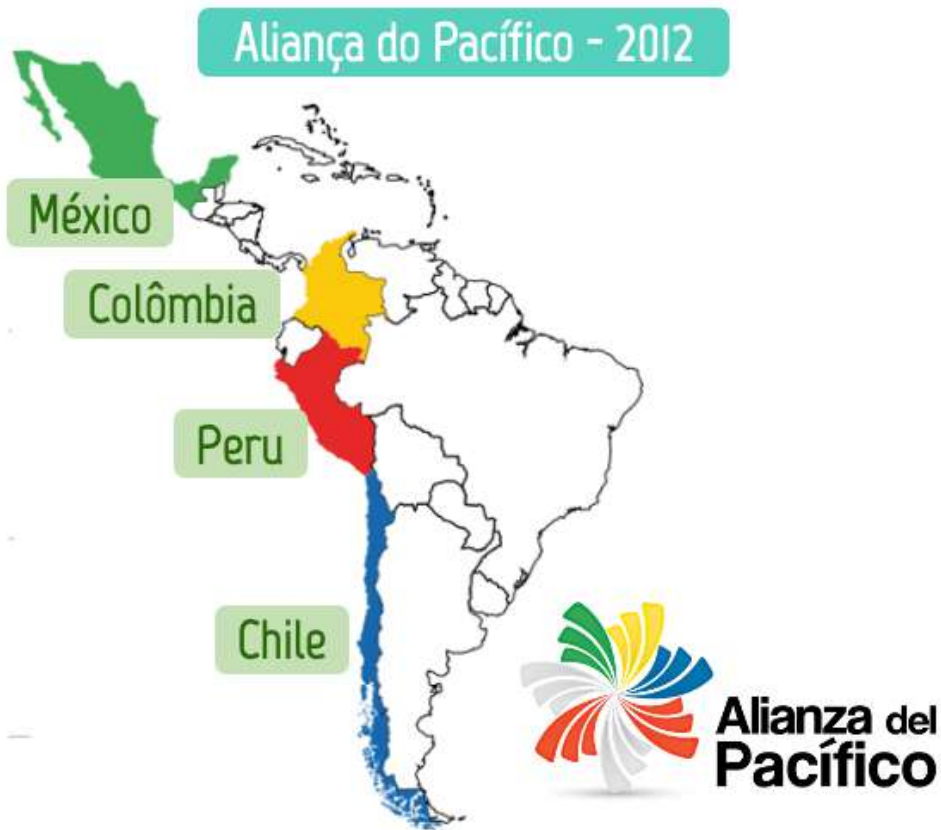 Aliança do Pacífico - 2012
México
Colômbia
Peru
Chile
Alianza del
Pacífico